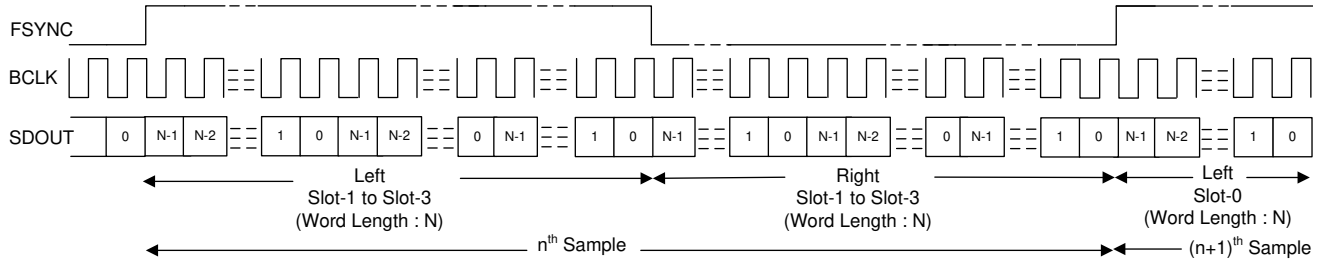 FSYNC
BCLK
SDOUT 0 N-1 N-2 1 0 N-1 N-2 0 N-1 1 0 N-1 1 0 N-1 N-2 0 N-1 1 0 N-1 N-2 1 0
Left Right Left
Slot-1 to Slot-3 Slot-1 to Slot-3 Slot-0
(Word Length : N) (Word Length : N) (Word Length : N)
nth Sample (n+1)th Sample